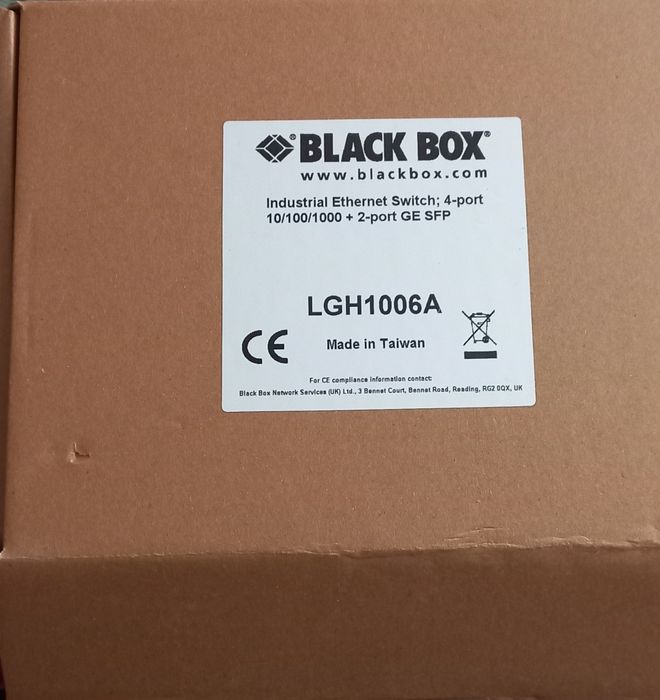 BLACK BOX®
www.blackbox.com
Industrial Ethernet Switch; 4-port
10/100/1000 + 2-port GE SFP
LGH1006A
CE
Made in Taiwan
For CE compliance information contact:
Black Box Network Services (UK) Ltd., 3 Bennet Court, Bennet Road, Reading, RG2 0QX, UK